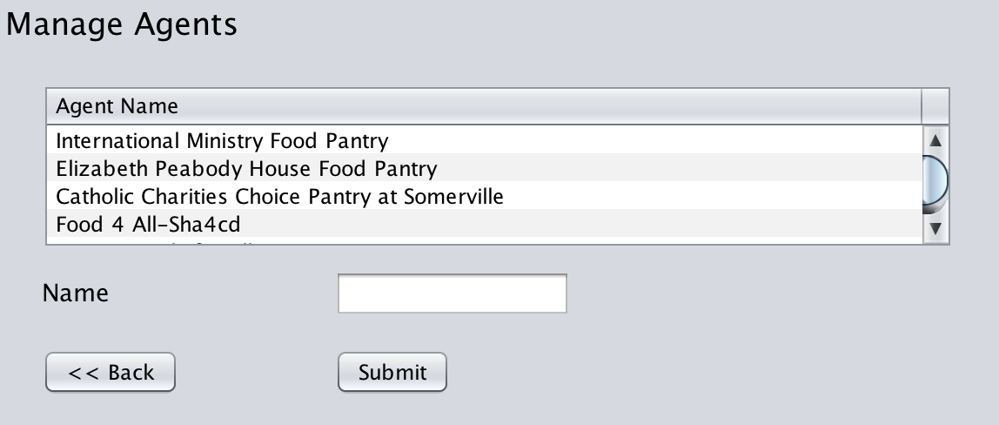 Manage Agents
Agent Name
International Ministry Food Pantry
Elizabeth Peabody House Food Pantry
Catholic Charities Choice Pantry at Somerville
Food 4 All-Sha4cd
Name
<< Back
Submit